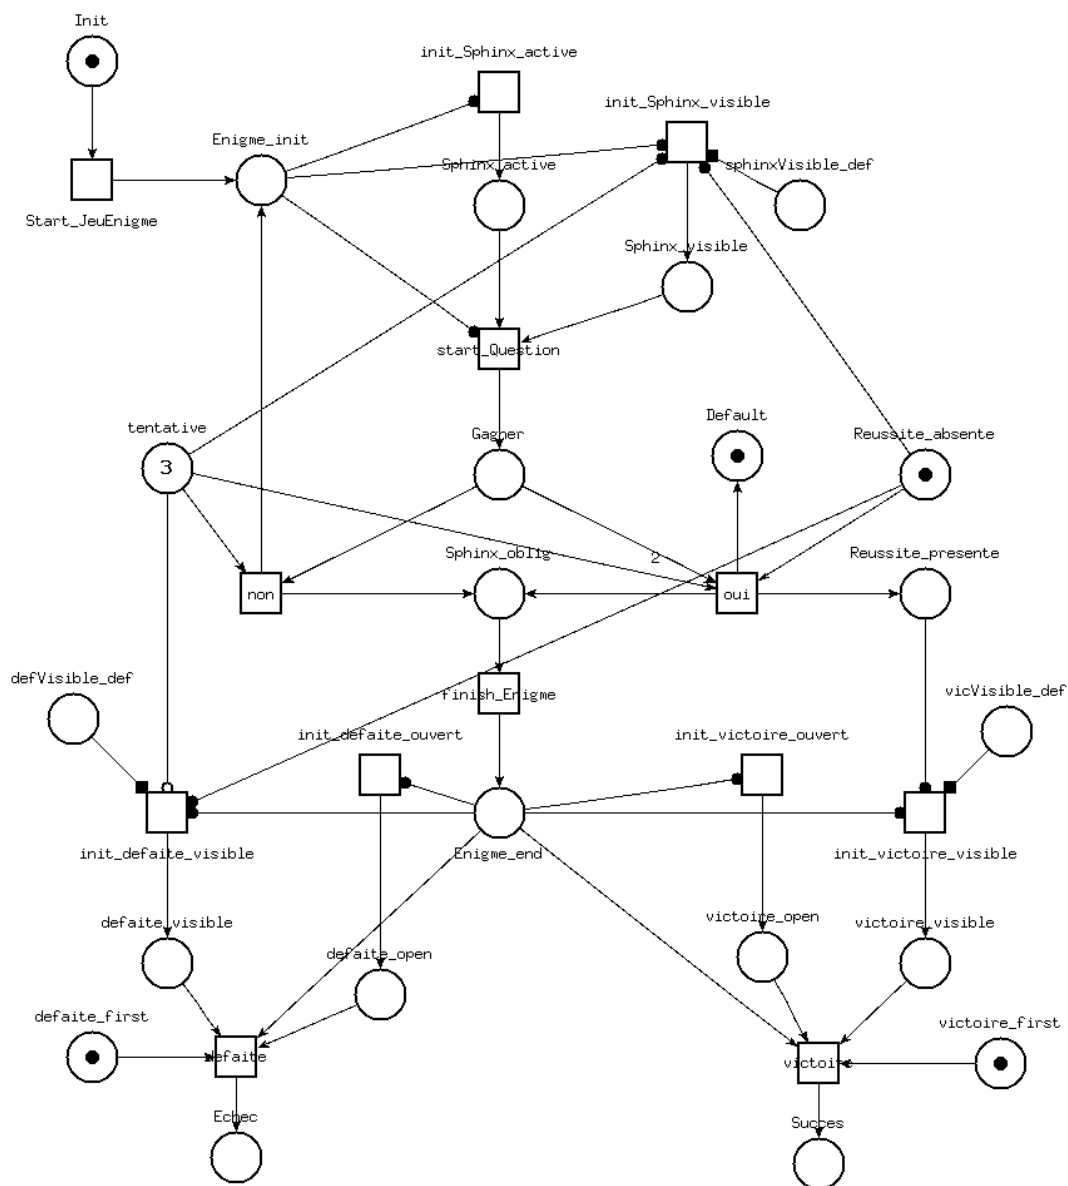 Init
init_Sphinx_active
init_Sphinx_visible
Enigme_init
Sphinx_active
sphinxVisible_def
Start_JeuEnigme
Sphinx_visible
start_Question
Default
tentative
Gagner
Reussite_absente
3
Sphinx_oblig
2
Reussite_presente
non
oui
defVisible_def
finish_Enigme
vicVisible_def
init_defaite_ouvert
init_victoire_ouvert
init_defaite_visible
Enigme_end
init_victoire_visible
defaite_visible
victoire_open
victoire_visible
defaite_open
defaite_first
victoire_first
defaite
victoire
Echec
Succes